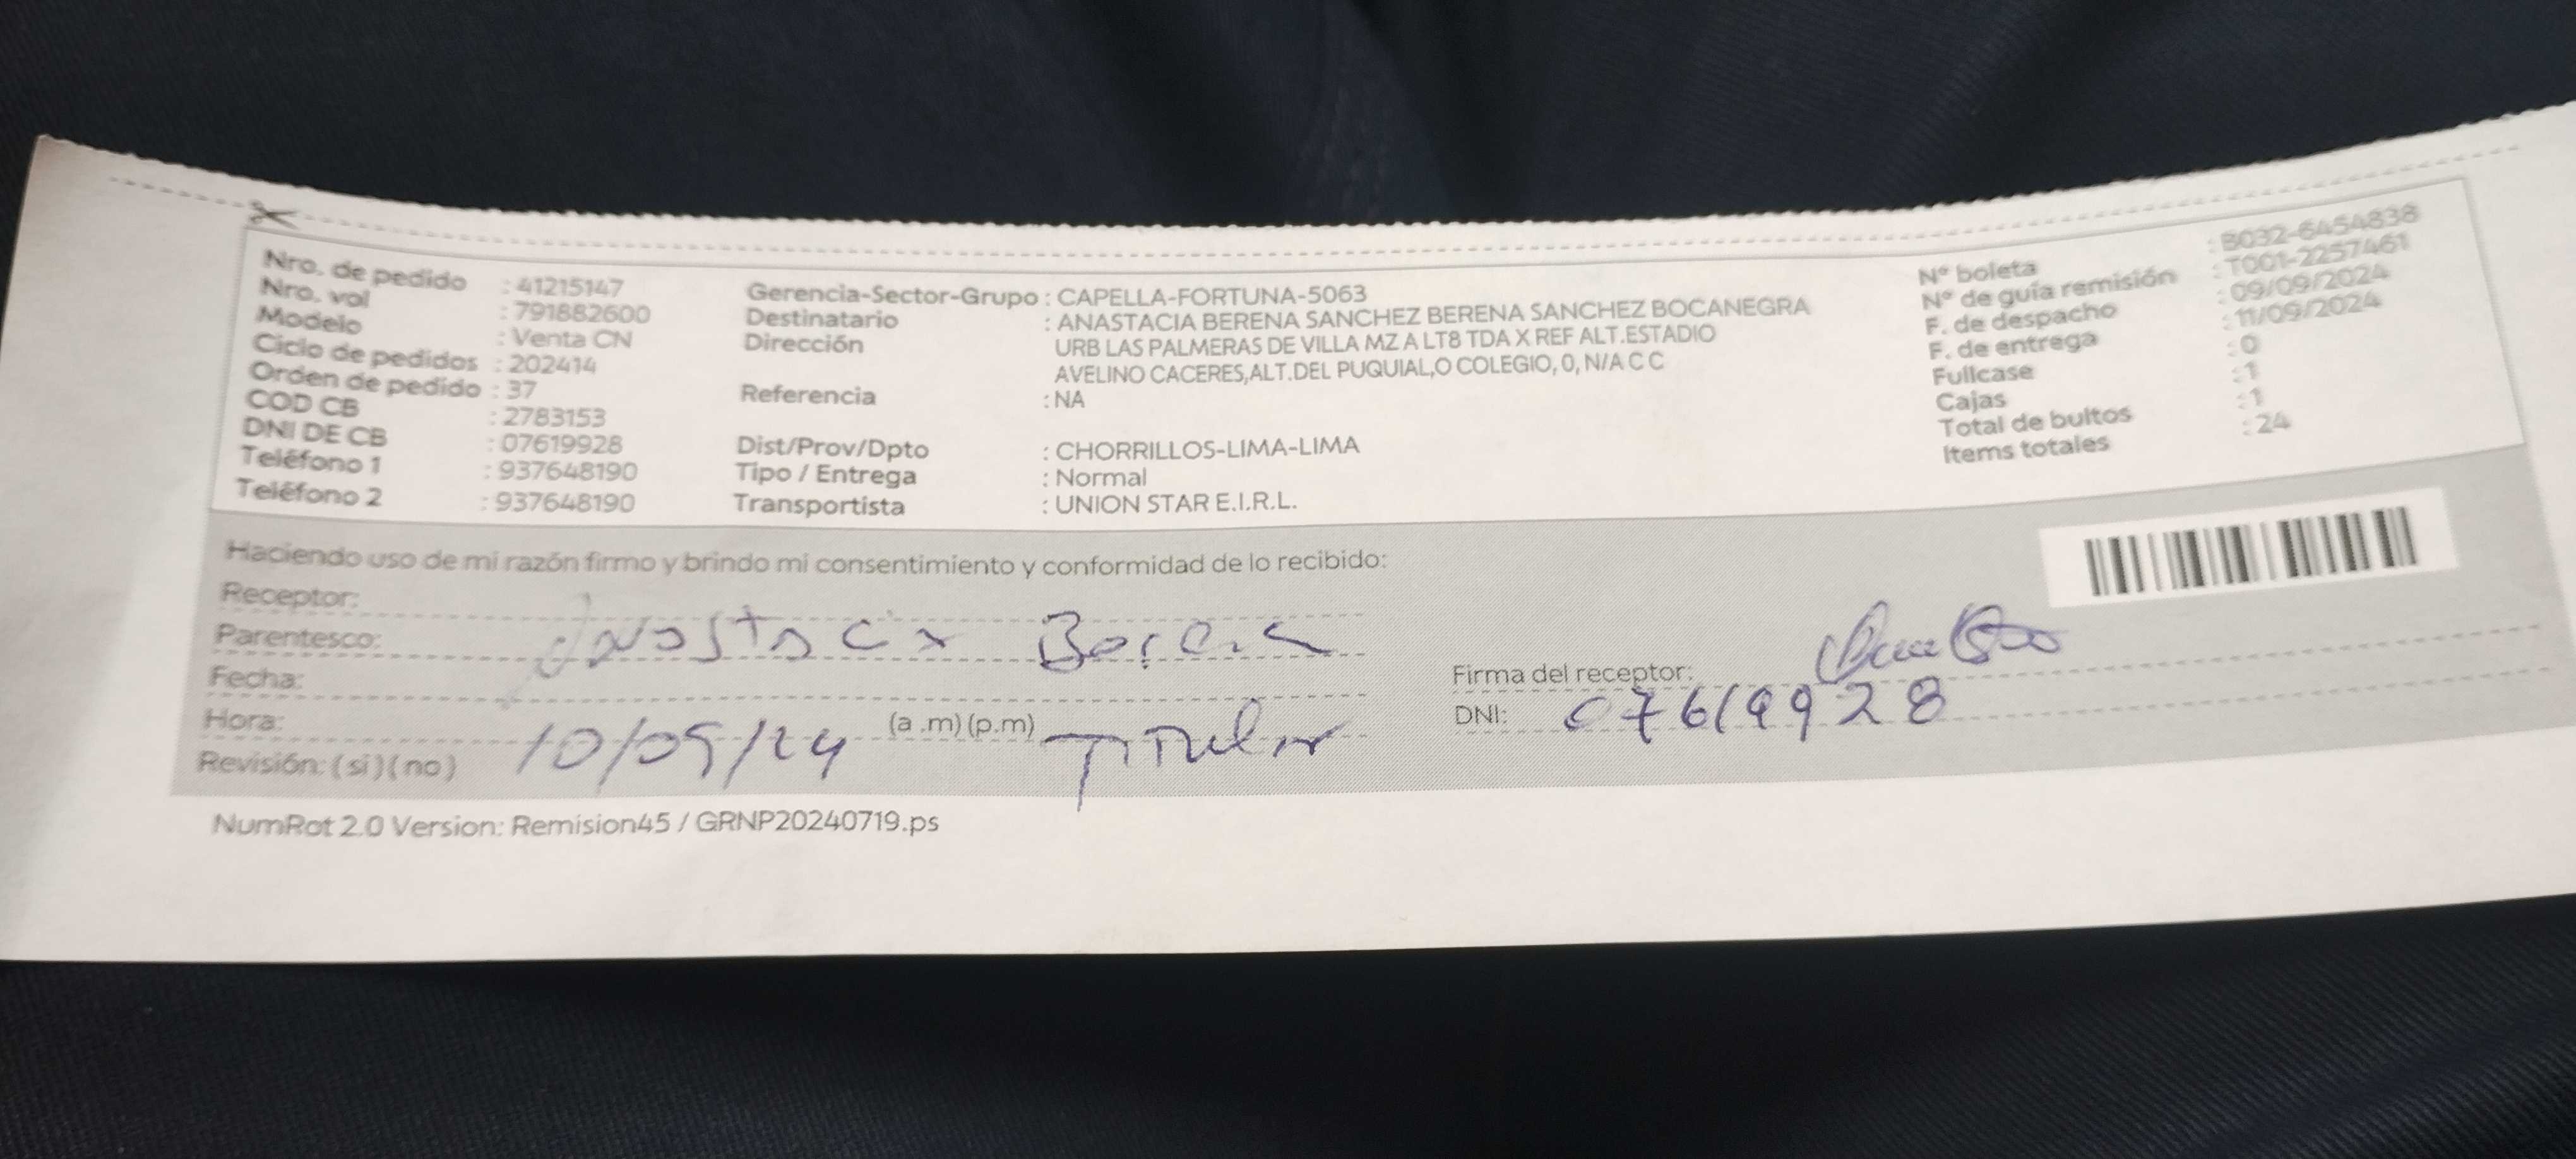 Nro. de pedido : 41215147
Nro. vol : 791882600
Modelo : Venta CN
Ciclo de pedidos : 202414
Orden de pedido : 37
COD CB : 2783153
DNI DE CB : 07619928
Teléfono 1 : 937648190
Teléfono 2 : 937648190
Gerencia-Sector-Grupo : CAPELLA-FORTUNA-5063
Destinatario : ANASTACIA BERENA SANCHEZ BERENA SANCHEZ BOCANEGRA
Dirección URB LAS PALMERAS DE VILLA MZ A LT8 TDA X REF ALT.ESTADIO
AVELINO CACERES,ALT.DEL PUQUIAL,O COLEGIO, 0, N/A C C
Referencia : NA
Dist/Prov/Dpto : CHORRILLOS-LIMA-LIMA
Tipo / Entrega : Normal
Transportista : UNION STAR E.I.R.L.
N° boleta : B032-6454838
N° de guía remisión : T001-2257461
F. de despacho : 09/09/2024
F. de entrega : 11/09/2024
Fullcase : 0
Cajas : 1
Total de bultos : 1
Items totales : 24
Haciendo uso de mi razón firmo y brindo mi consentimiento y conformidad de lo recibido:
Receptor:
Parentesco: Anastacia Berena
Fecha:
Hora: 10/09/24 (a .m) (p.m) Titular
Revisión: ( si ) ( no )
Firma del receptor:
DNI: 07619928
NumRot 2.0 Version: Remision45 / GRNP20240719.ps